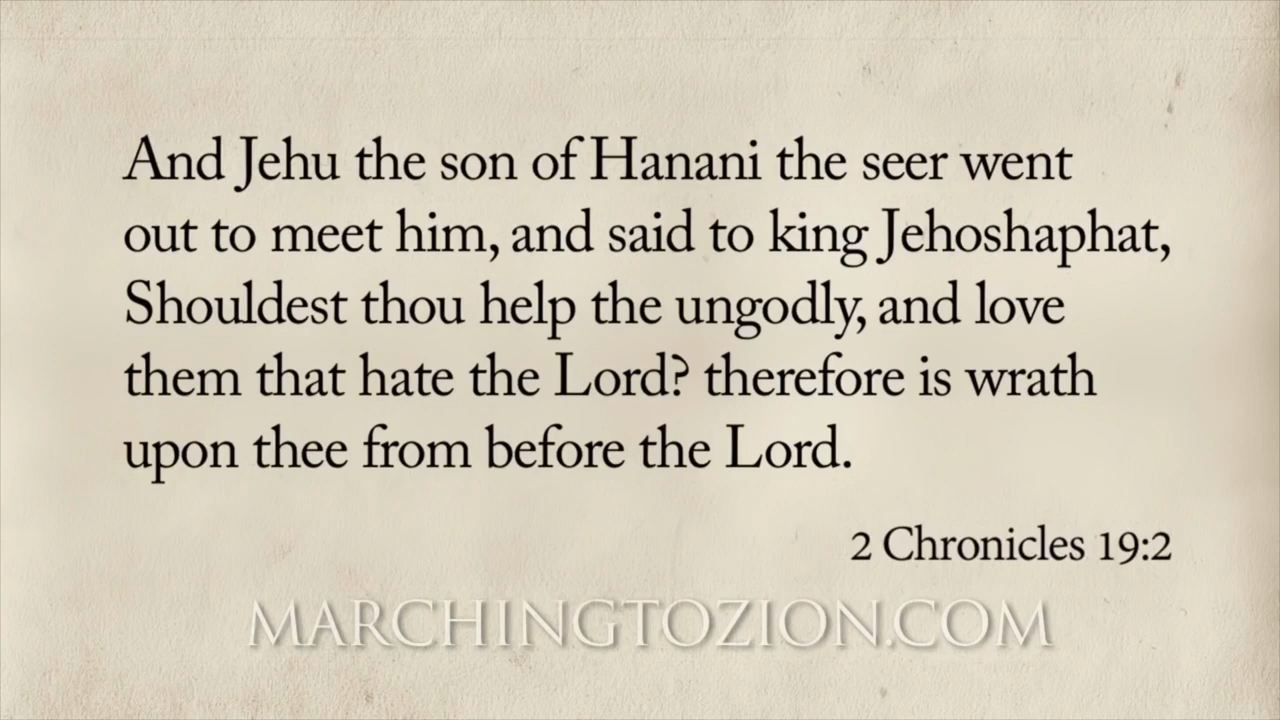 And Jehu the son of Hanani the seer went
out to meet him, and said to king Jehoshaphat,
Shouldest thou help the ungodly, and love
them that hate the Lord? therefore is wrath
upon thee from before the Lord.
2 Chronicles 19:2
MARCHINGTOZION.COM